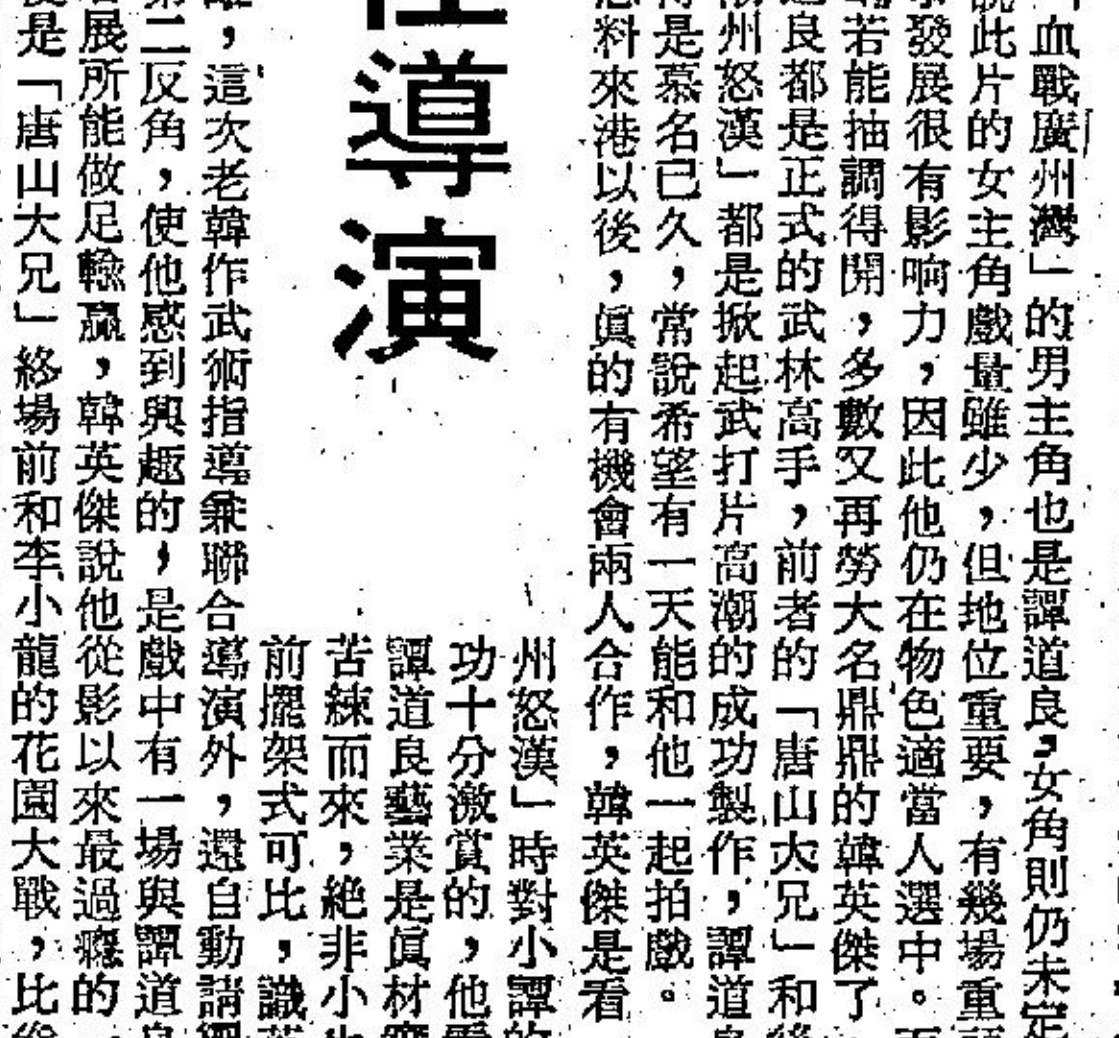 血戰廣州灣」的男主角也是譚道良,女角則仍未定
說此片的女主角戲量雖少,但地位重要,有幾場重
發展很有影响力,因此他仍在物色適當人選中。
若能抽調得開,多數又再勞大名鼎鼎的韓英傑了
良都是正式的武林高手,前者的「唐山大兄」和
潮州怒漢」都是掀起武打片高潮的成功製作,譚道
是慕名已久,常說希望有一天能和他一起拍戲。
料來港以後,眞的有機會兩人合作,韓英傑是看
州怒漢」時對小譚的
功十分激賞的,他
譚道良藝業是眞材
苦練而來,絕非小
前擺架式可比,識
導演
,這次老韓作武術指導兼聯合導演外,還自動請
第二反角,使他感到興趣的,是戲中有一場與譚道
展所能做足輸贏,韓英傑說他從影以來最過癮的
是「唐山大兄」終場前和李小龍的花園大戰,比